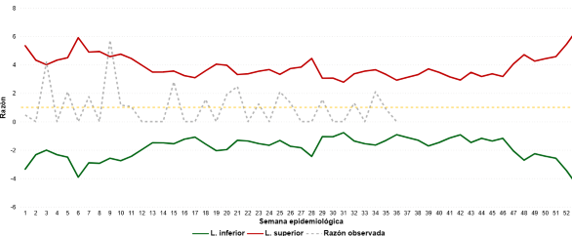 8
6
4
2
0
-2
-4
-6
Razón
1 2 3 4 5 6 7 8 9 10 11 12 13 14 15 16 17 18 19 20 21 22 23 24 25 26 27 28 29 30 31 32 33 34 35 36 37 38 39 40 41 42 43 44 45 46 47 48 49 50 51 52
Semana epidemiológica
L. inferior L. superior Razón observada